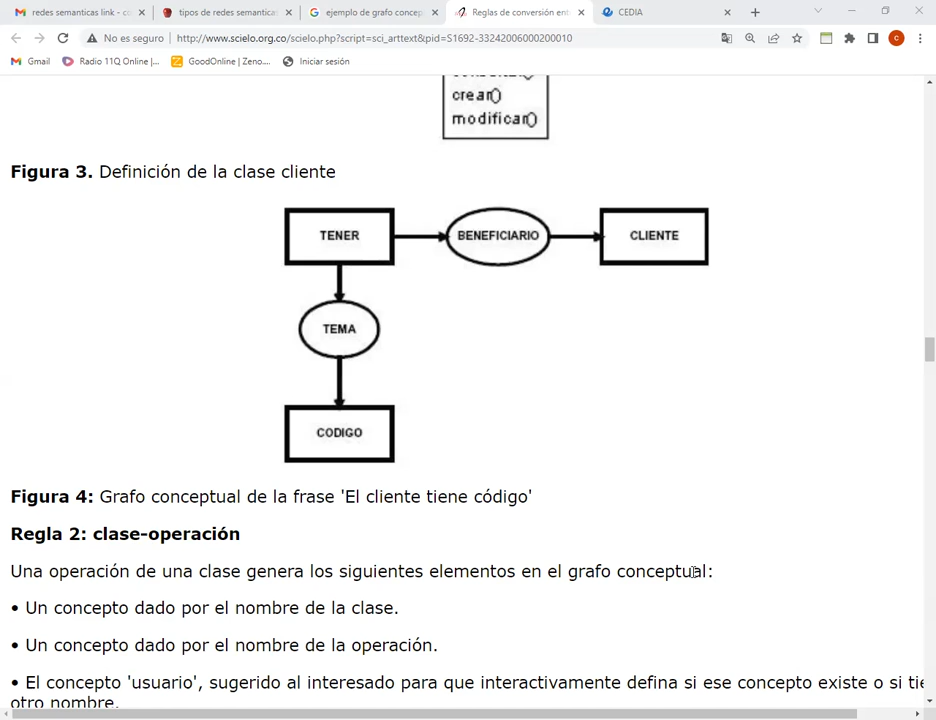 redes semanticas link - co
tipos de redes semanticas
ejemplo de grafo concep
Reglas de conversión ent
CEDIA
No es seguro
http://www.scielo.org.co/scielo.php?script=sci_arttext&pid=S1692-33242006000200010
Gmail
Radio 11Q Online |...
GoodOnline | Zeno....
Iniciar sesión
crear()
modificar()
Figura 3. Definición de la clase cliente
TENER
BENEFICIARIO
CLIENTE
TEMA
CODIGO
Figura 4: Grafo conceptual de la frase 'El cliente tiene código'
Regla 2: clase-operación
Una operación de una clase genera los siguientes elementos en el grafo conceptual:
• Un concepto dado por el nombre de la clase.
• Un concepto dado por el nombre de la operación.
• El concepto 'usuario', sugerido al interesado para que interactivamente defina si ese concepto existe o si tie
otro nombre.